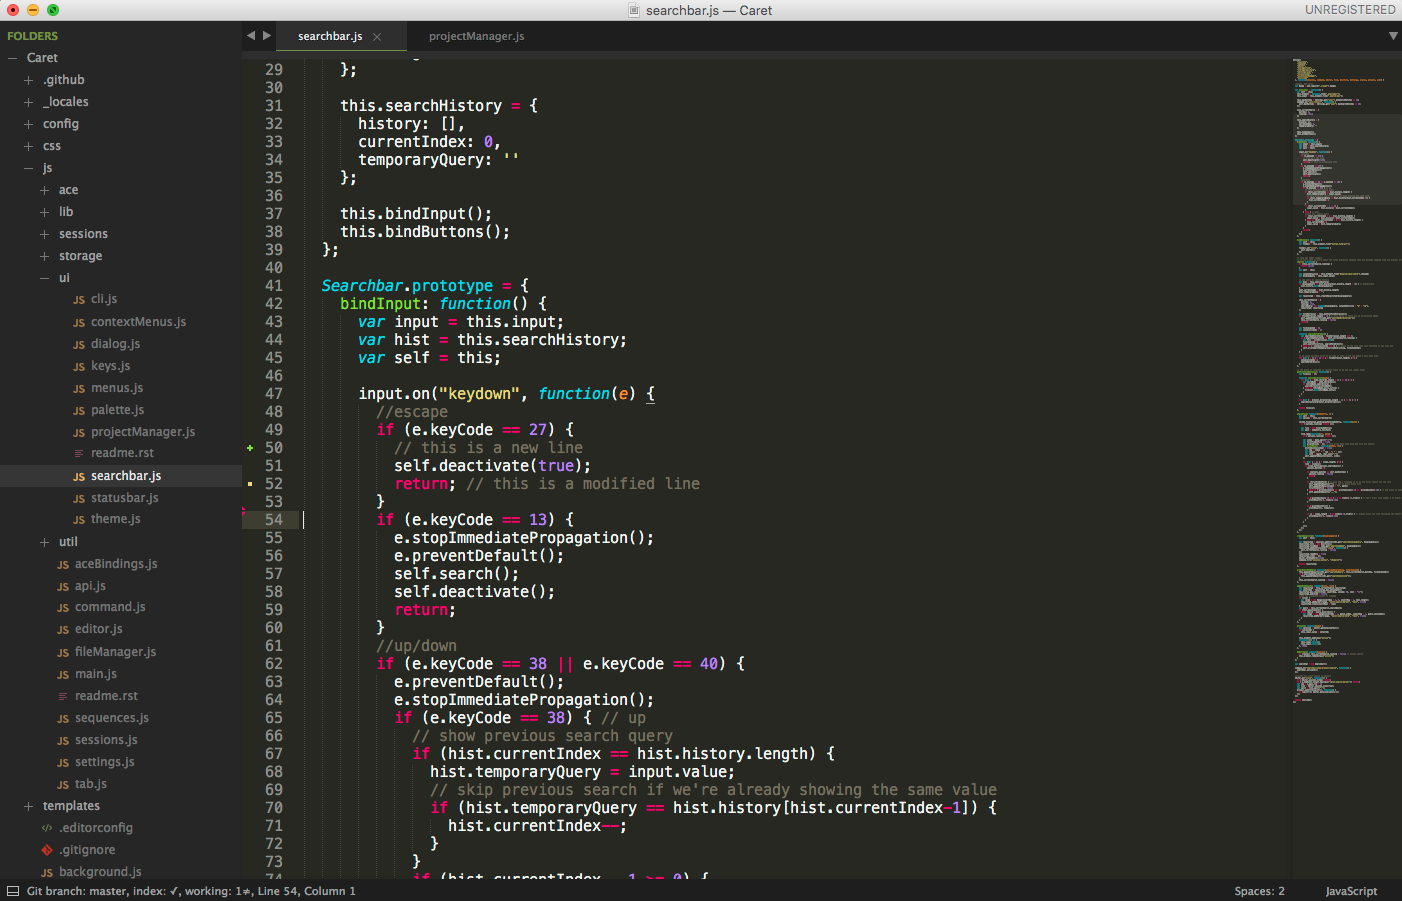 searchbar.js — Caret
UNREGISTERED
FOLDERS
Caret
.github
_locales
config
css
js
ace
lib
sessions
storage
ui
JS cli.js
JS contextMenus.js
JS dialog.js
JS keys.js
JS menus.js
JS palette.js
JS projectManager.js
readme.rst
JS searchbar.js
JS statusbar.js
JS theme.js
util
JS aceBindings.js
JS api.js
JS command.js
JS editor.js
JS fileManager.js
JS main.js
readme.rst
JS sequences.js
JS sessions.js
JS settings.js
JS tab.js
templates
.editorconfig
.gitignore
JS background.js
searchbar.js
projectManager.js
29 };
30
31 this.searchHistory = {
32 history: [],
33 currentIndex: 0,
34 temporaryQuery: ''
35 };
36
37 this.bindInput();
38 this.bindButtons();
39 };
40
41 Searchbar.prototype = {
42 bindInput: function() {
43 var input = this.input;
44 var hist = this.searchHistory;
45 var self = this;
46
47 input.on("keydown", function(e) {
48 //escape
49 if (e.keyCode == 27) {
50 // this is a new line
51 self.deactivate(true);
52 return; // this is a modified line
53 }
54 if (e.keyCode == 13) {
55 e.stopImmediatePropagation();
56 e.preventDefault();
57 self.search();
58 self.deactivate();
59 return;
60 }
61 //up/down
62 if (e.keyCode == 38 || e.keyCode == 40) {
63 e.preventDefault();
64 e.stopImmediatePropagation();
65 if (e.keyCode == 38) { // up
66 // show previous search query
67 if (hist.currentIndex == hist.history.length) {
68 hist.temporaryQuery = input.value;
69 // skip previous search if we're already showing the same value
70 if (hist.temporaryQuery == hist.history[hist.currentIndex-1]) {
71 hist.currentIndex--;
72 }
73 }
74 if (hist.currentIndex - 1 >= 0) {
Git branch: master, index: ✓, working: 1≠, Line 54, Column 1
Spaces: 2
JavaScript